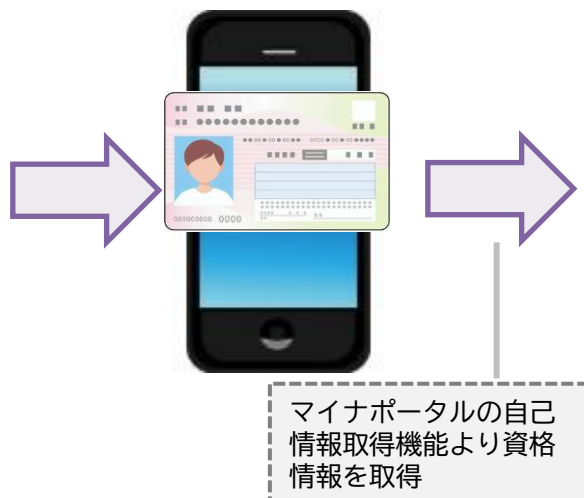 マイナポータルの自己
情報取得機能より資格
情報を取得